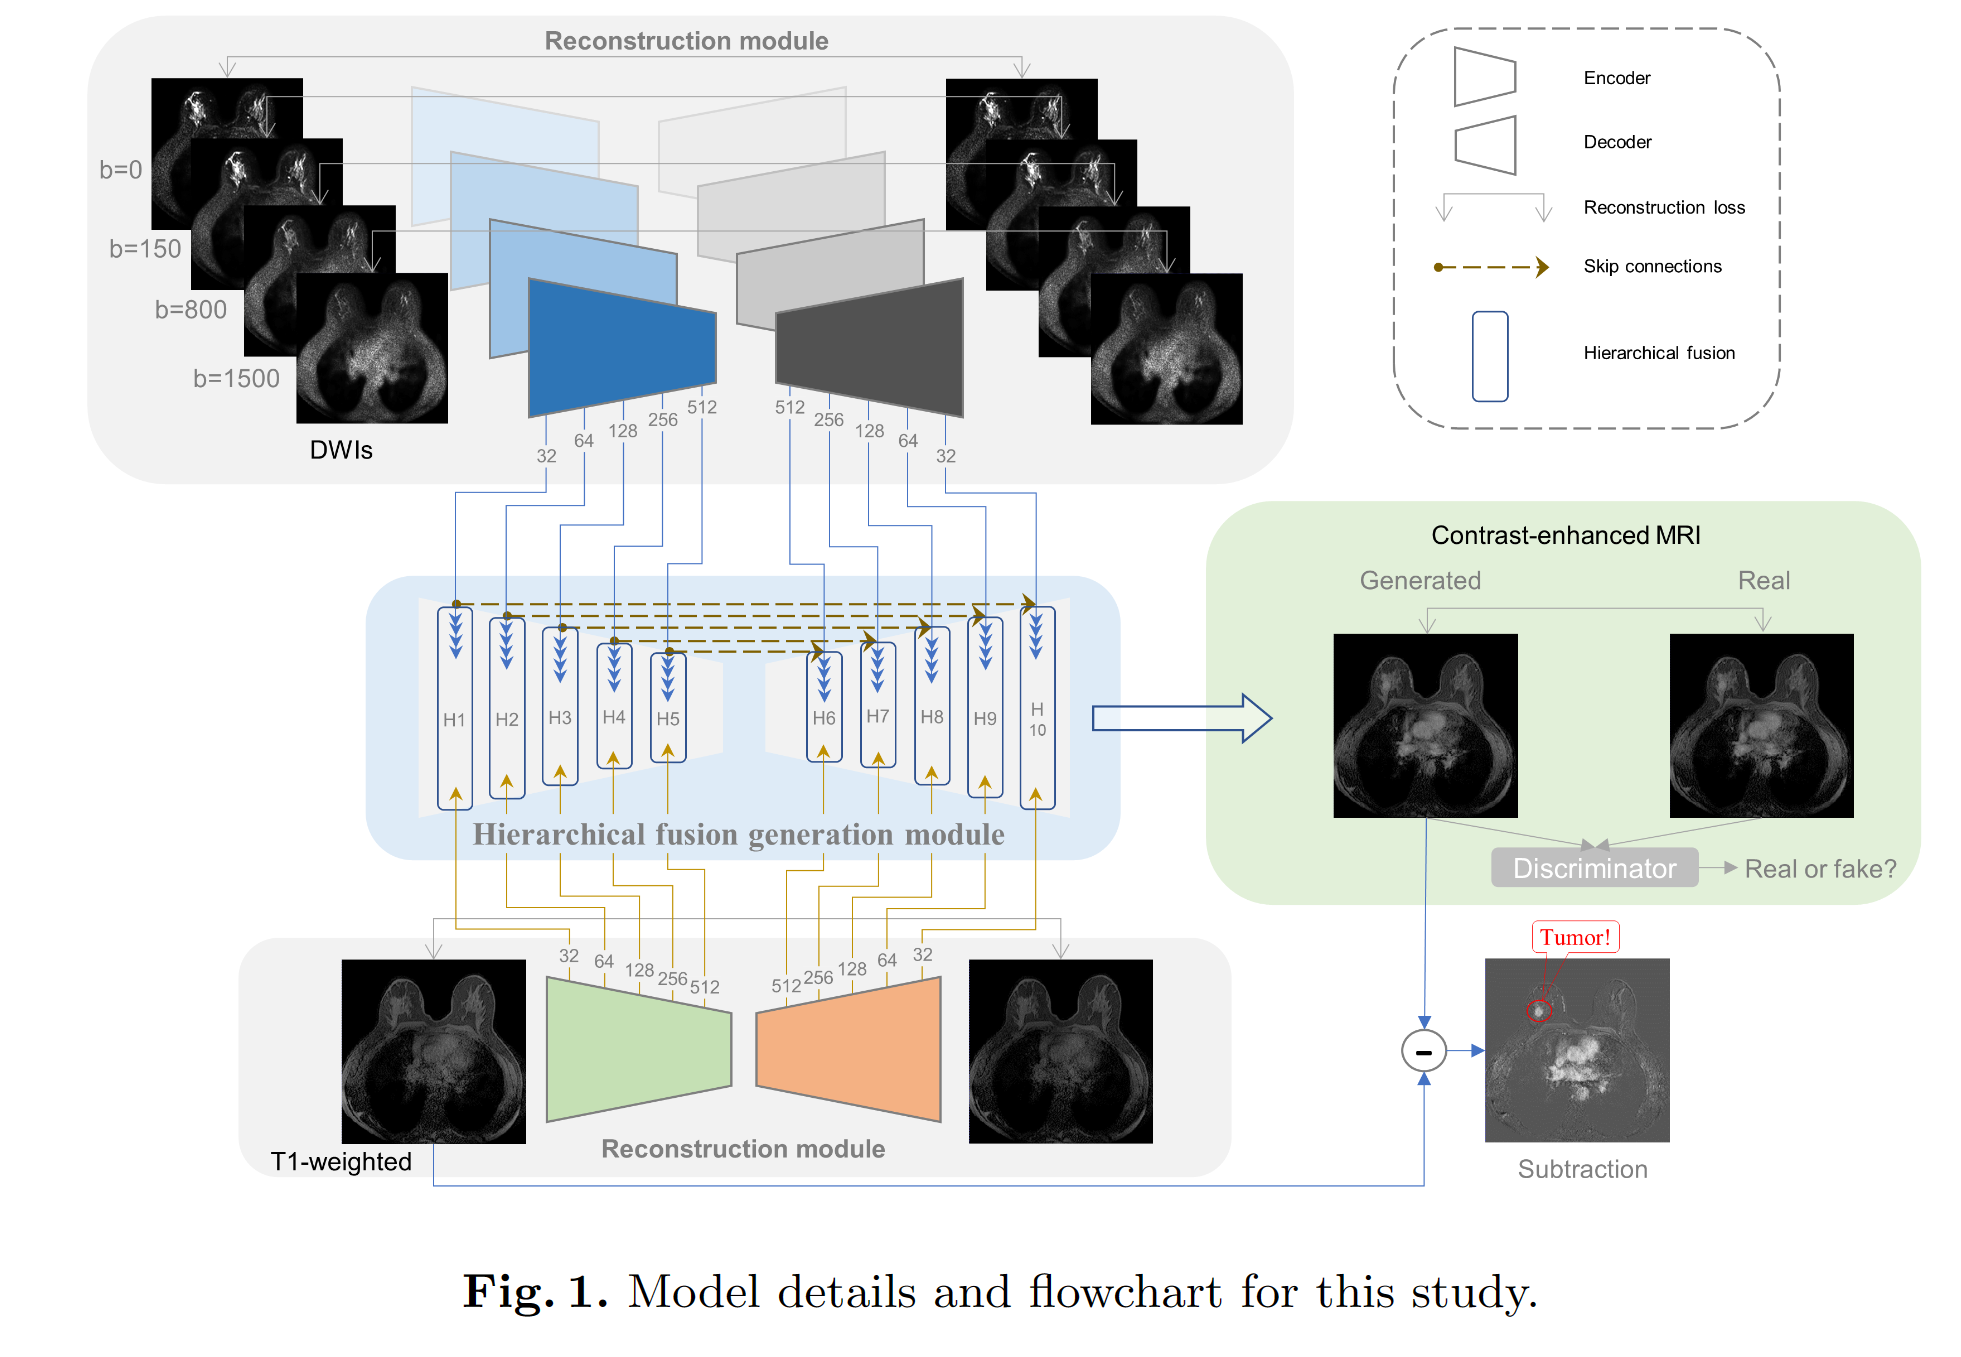 Reconstruction module
b=0
b=150
b=800
b=1500
DWIs
32
64
128
256
512
512
256
128
64
32
Encoder
Decoder
Reconstruction loss
Skip connections
Hierarchical fusion
H1
H2
H3
H4
H5
H6
H7
H8
H9
H
10
Hierarchical fusion generation module
Contrast-enhanced MRI
Generated
Real
Discriminator
Real or fake?
32
64
128
256
512
512
256
128
64
32
T1-weighted
Reconstruction module
Tumor!
-
Subtraction
Fig. 1. Model details and flowchart for this study.